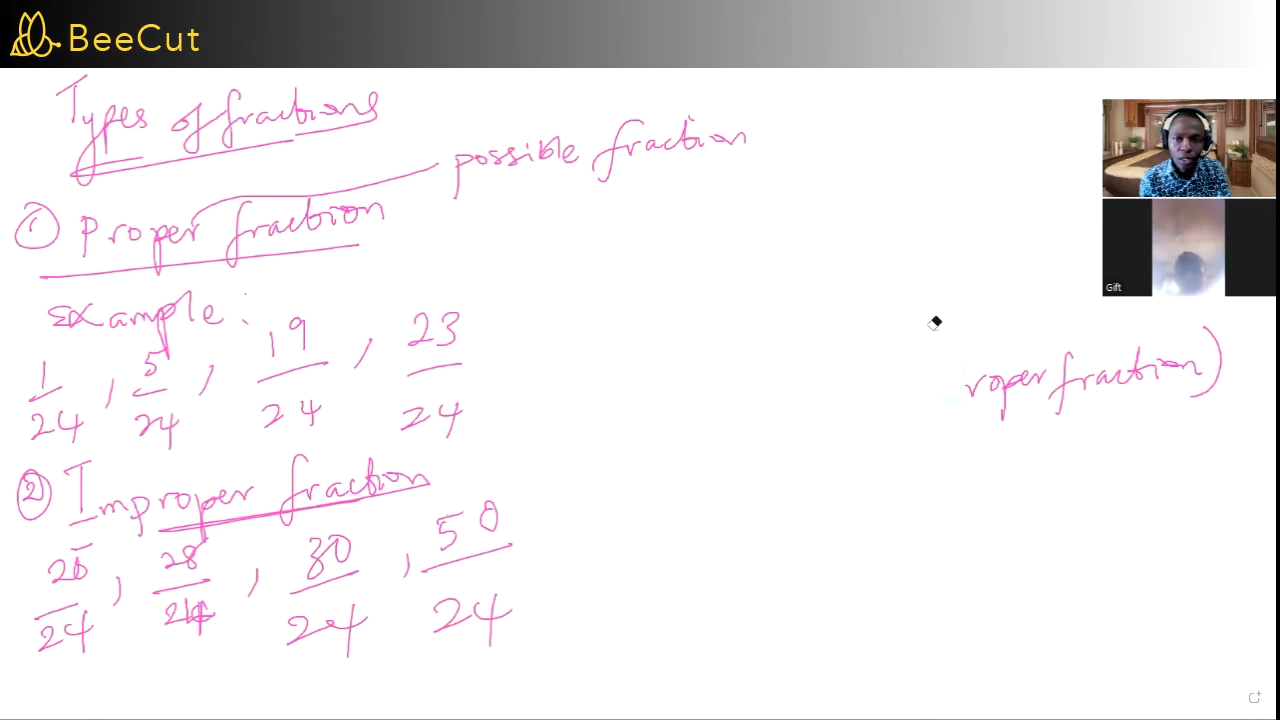 BeeCut
Types of fractions
possible fraction
① Proper fraction
Example:
1/24, 5/24, 19/24, 23/24
Gift
roper fraction)
② Improper fraction
25/24, 28/24, 30/24, 50/24